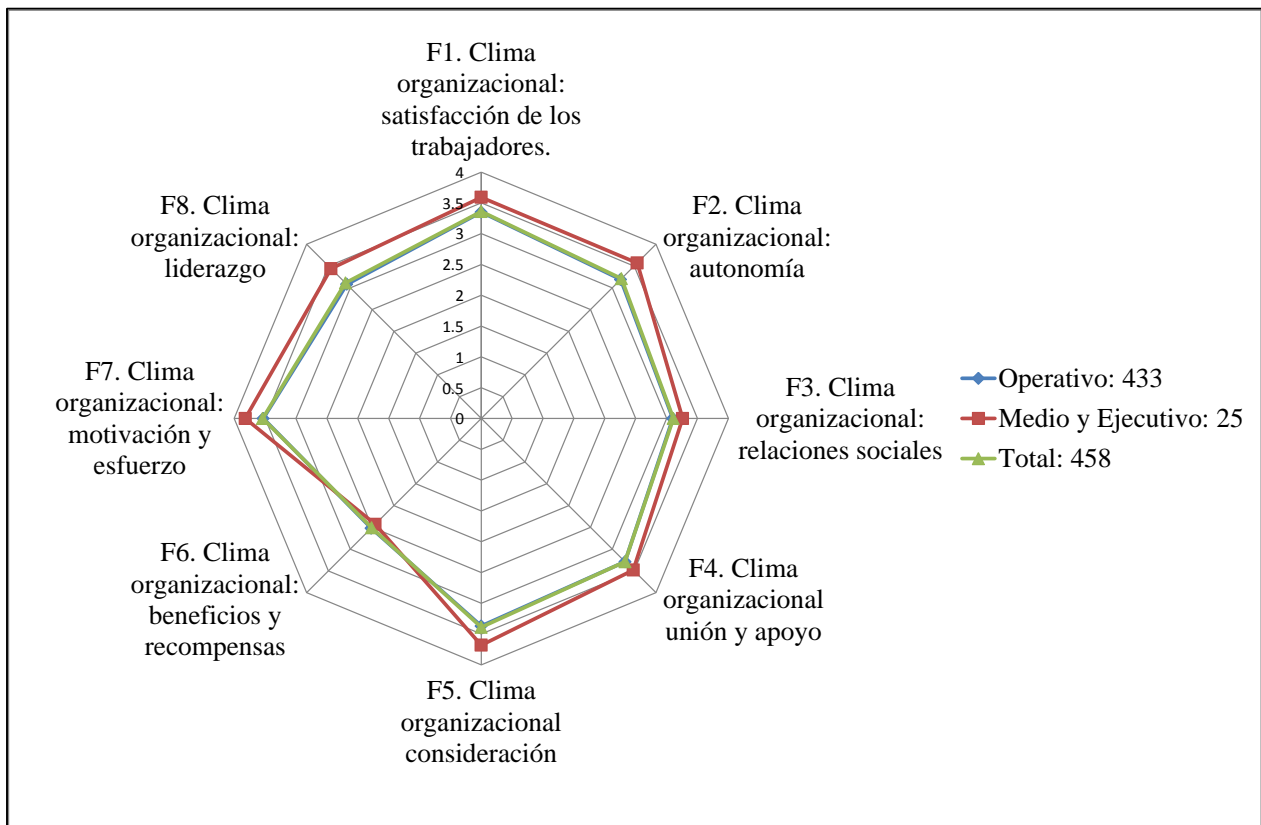 F1. Clima
organizacional:
satisfacción de los
trabajadores.
F2. Clima
organizacional:
autonomía
F3. Clima
organizacional:
relaciones sociales
F4. Clima
organizacional
unión y apoyo
F5. Clima
organizacional
consideración
F6. Clima
organizacional:
beneficios y
recompensas
F7. Clima
organizacional:
motivación y
esfuerzo
F8. Clima
organizacional:
liderazgo
4
3.5
3
2.5
2
1.5
1
0.5
0
Operativo: 433
Medio y Ejecutivo: 25
Total: 458